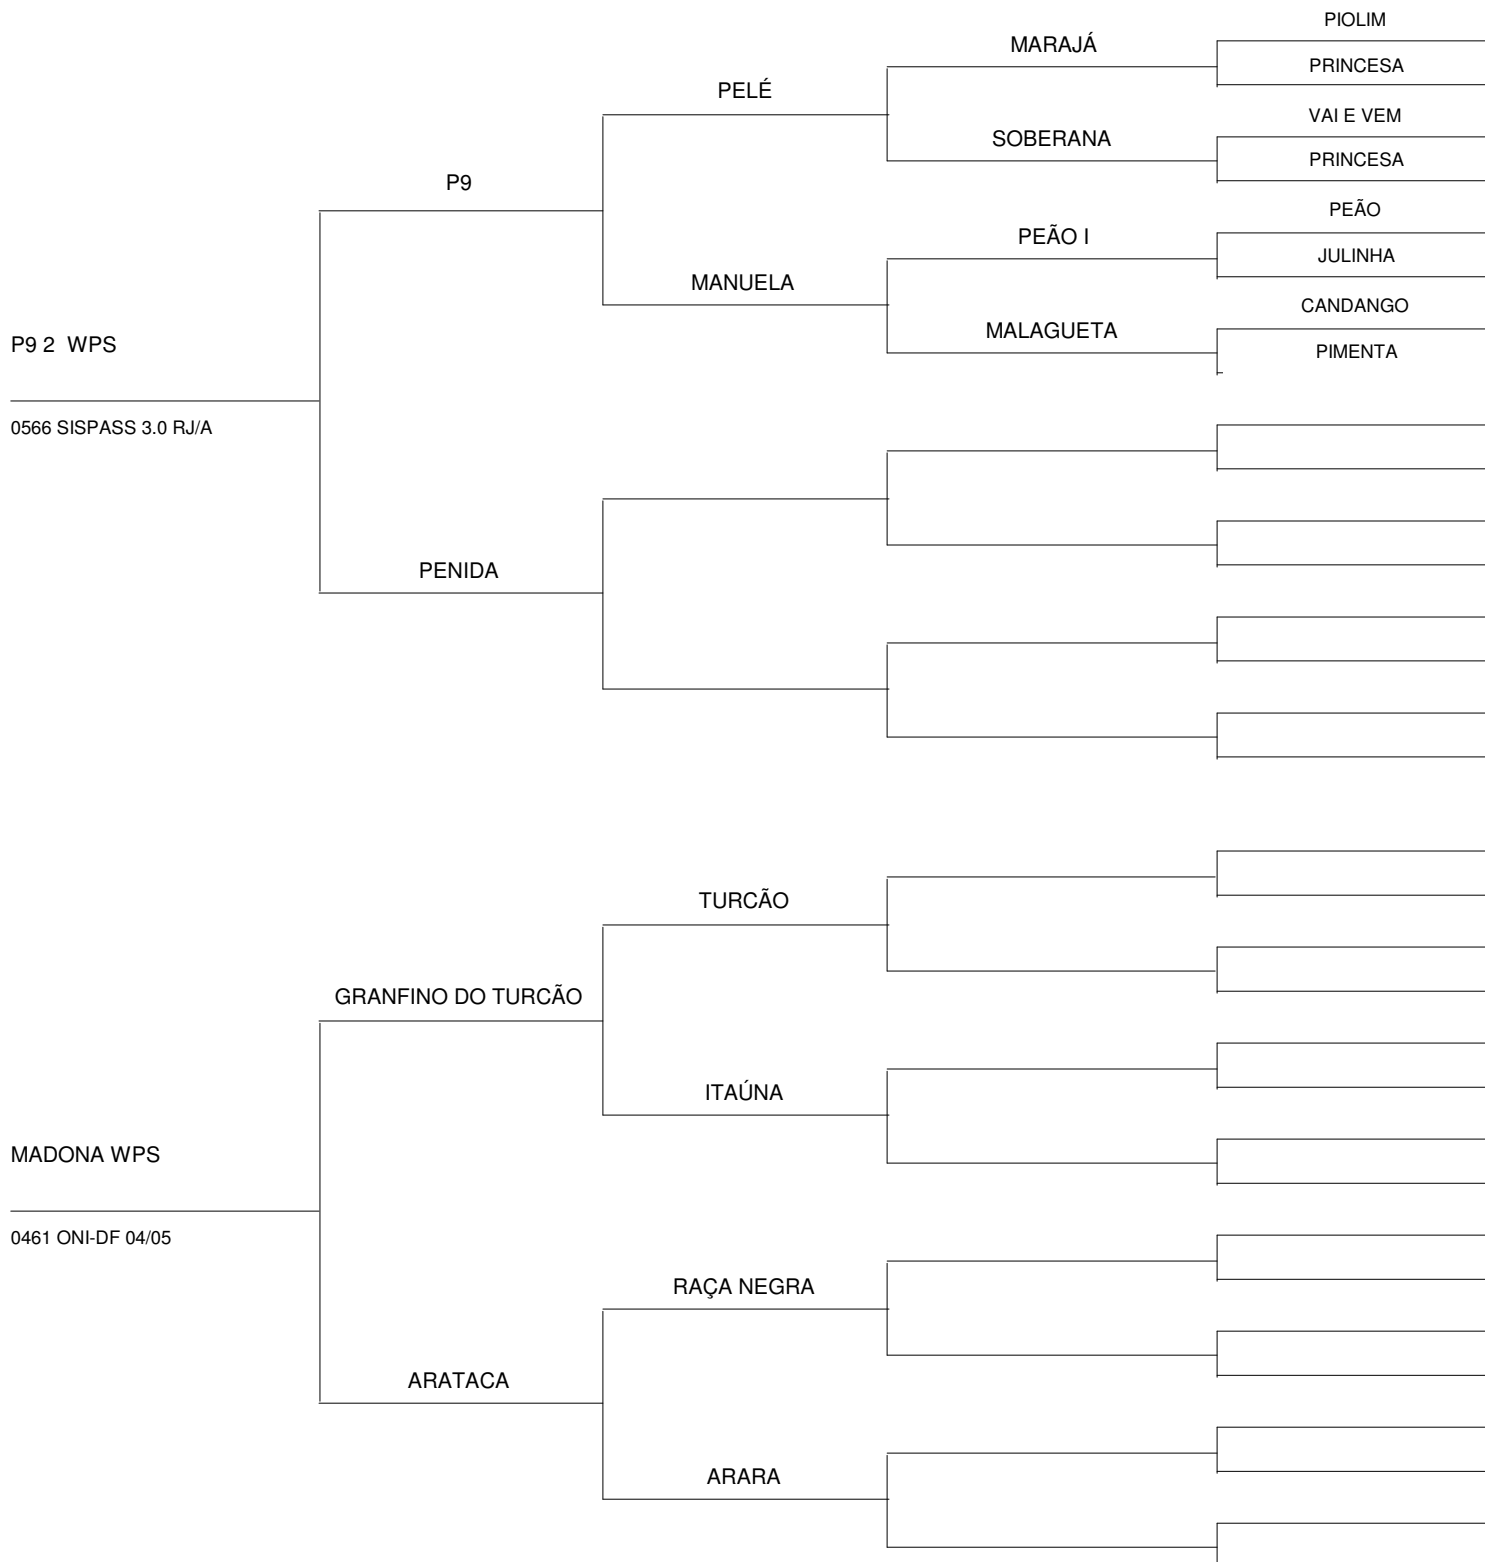 PIOLIM
MARAJÁ
PRINCESA
PELÉ
VAI E VEM
SOBERANA
PRINCESA
P9
PEÃO
PEÃO I
JULINHA
MANUELA
CANDANGO
MALAGUETA
PIMENTA
P9 2 WPS
0566 SISPASS 3.0 RJ/A
PENIDA
TURCÃO
GRANFINO DO TURCÃO
ITAÚNA
MADONA WPS
0461 ONI-DF 04/05
RAÇA NEGRA
ARATACA
ARARA